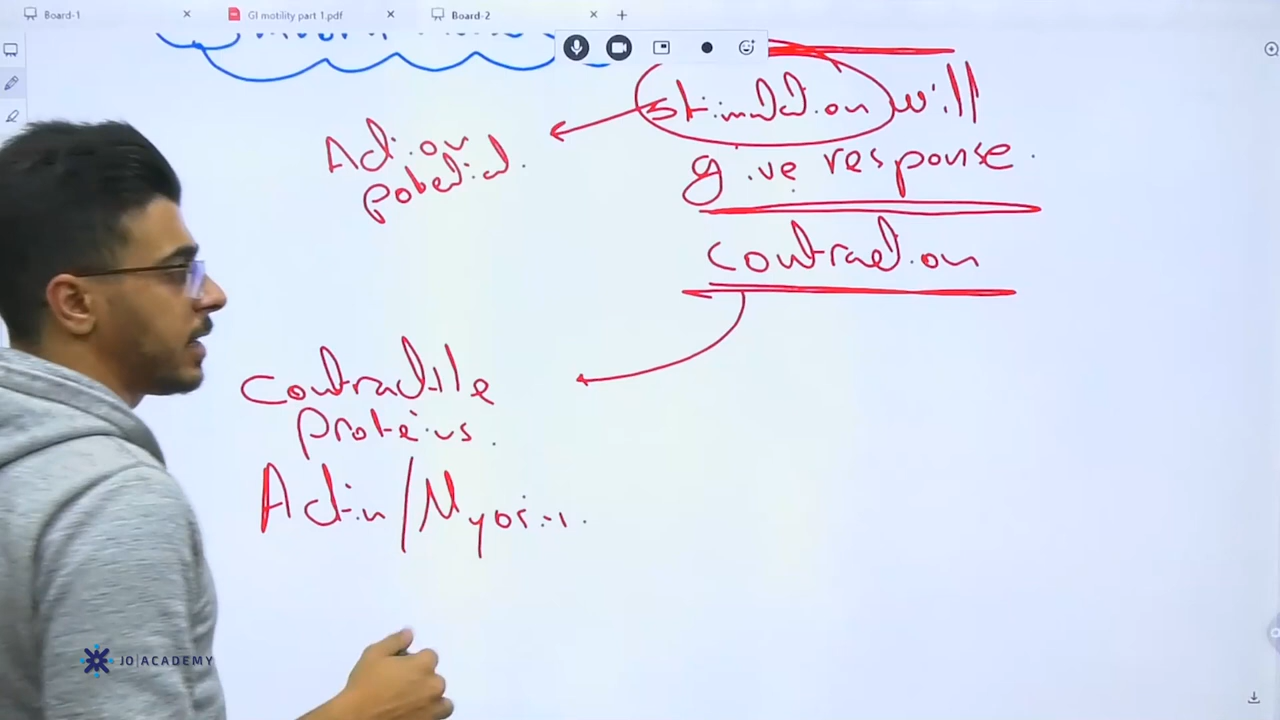 Board-1
GI motility part 1.pdf
Board-2
stimulation will
give response.
Action
potential.
contraction
contractile
proteins.
Actin/Myosin.
JO ACADEMY